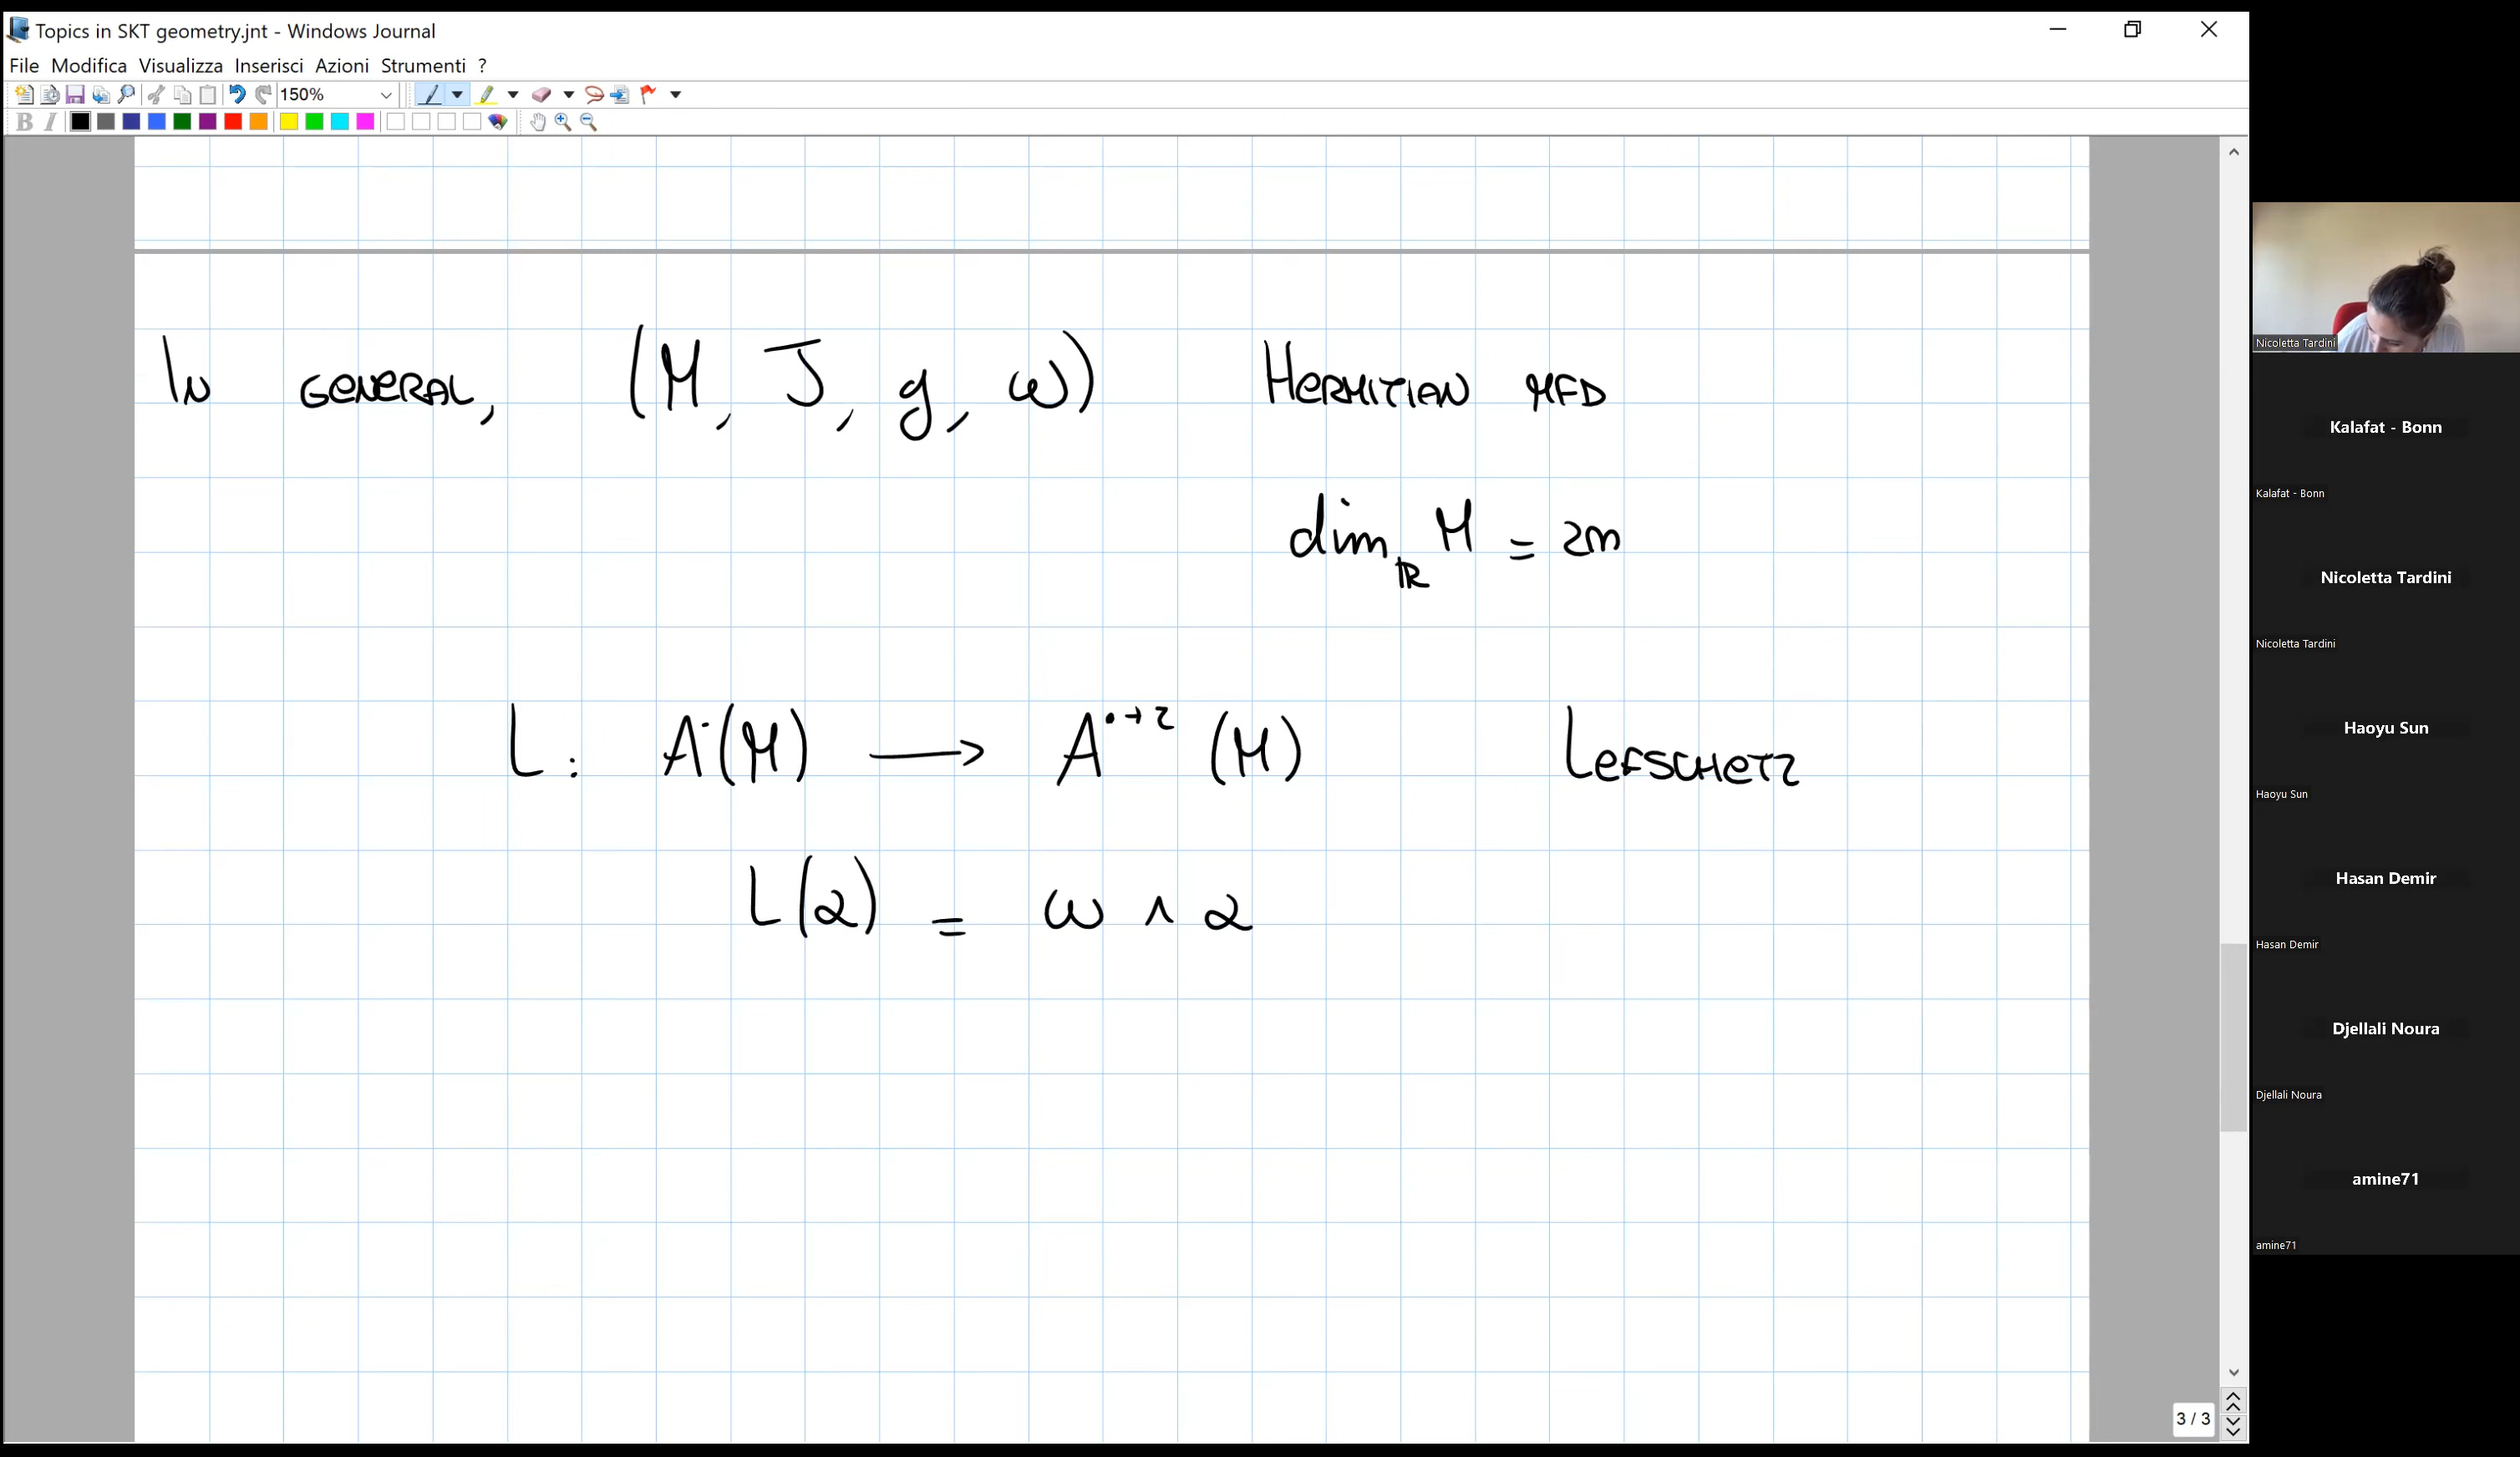 Topics in SKT geometry.jnt - Windows Journal
File Modifica Visualizza Inserisci Azioni Strumenti ?
150%
B I
IN GENERAL, (M, J, g, ω) HERMITIAN MFD
dim_ℝ M = 2n
L: A^•(M) ⟶ A^{•+2}(M) LEFSCHETZ
L(α) = ω ∧ α
3 / 3
Nicoletta Tardini
Kalafat - Bonn
Kalafat - Bonn
Nicoletta Tardini
Nicoletta Tardini
Haoyu Sun
Haoyu Sun
Hasan Demir
Hasan Demir
Djellali Noura
Djellali Noura
amine71
amine71